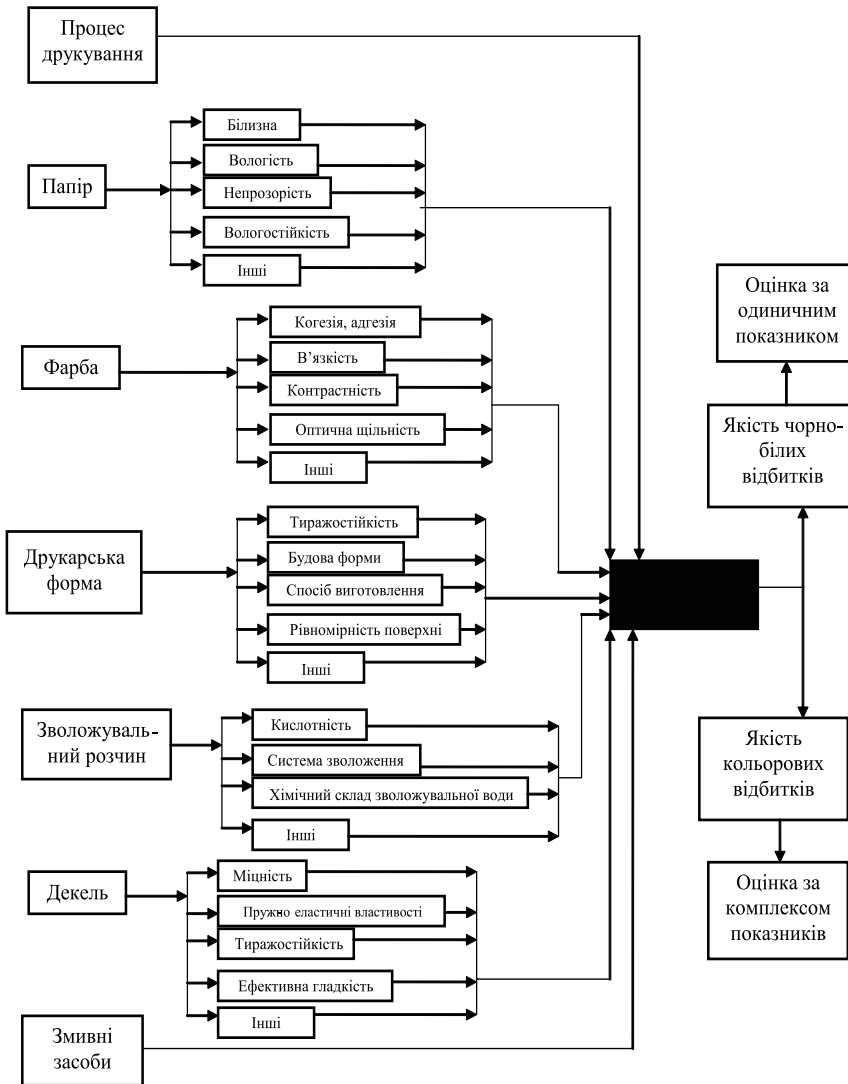 Процес
друкування
Папір
Білизна
Вологість
Непрозорість
Вологостійкість
Інші
Фарба
Когезія, адгезія
В’язкість
Контрастність
Оптична щільність
Інші
Друкарська
форма
Тиражостійкість
Будова форми
Спосіб виготовлення
Рівномірність поверхні
Інші
Зволожуваль-
ний розчин
Кислотність
Система зволоження
Хімічний склад зволожувальної води
Інші
Декель
Міцність
Пружно еластичні властивості
Тиражостійкість
Ефективна гладкість
Інші
Змивні
засоби
Оцінка за
одиничним
показником
Якість чорно-
білих
відбитків
Якість
кольорових
відбитків
Оцінка за
комплексом
показників